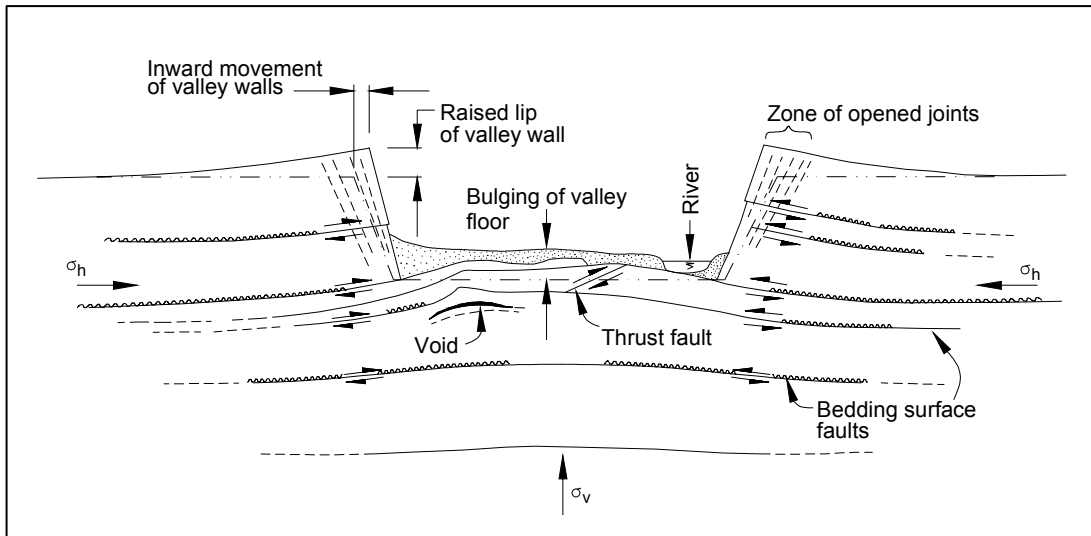 Inward movement
of valley walls
Raised lip
of valley wall
Zone of opened joints
Bulging of valley
floor
River
σh
σh
Void
Thrust fault
Bedding surface
faults
σv